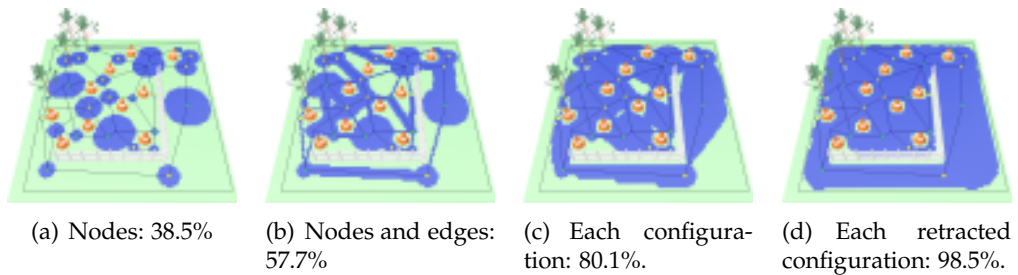 (a) Nodes: 38.5%
(b) Nodes and edges:
57.7%
(c) Each configura-
tion: 80.1%.
(d) Each retracted
configuration: 98.5%.